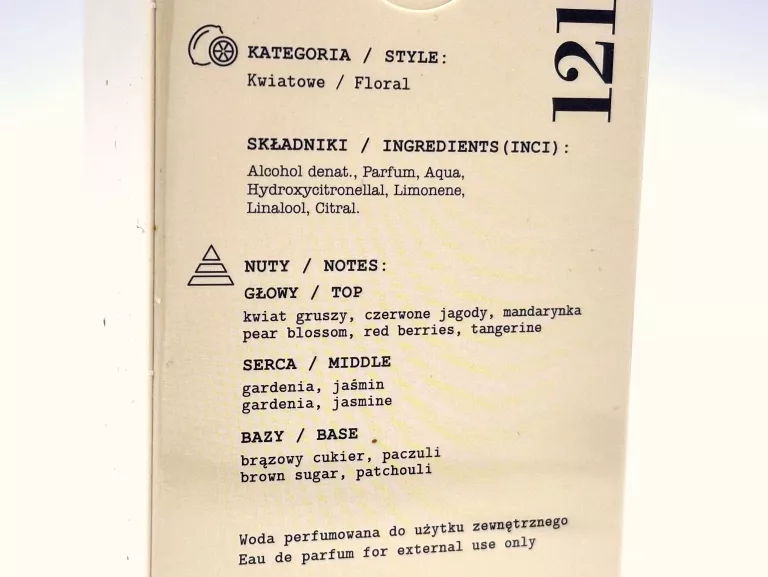 121
KATEGORIA / STYLE:
Kwiatowe / Floral
SKŁADNIKI / INGREDIENTS(INCI):
Alcohol denat., Parfum, Aqua,
Hydroxycitronellal, Limonene,
Linalool, Citral.
NUTY / NOTES:
GŁOWY / TOP
kwiat gruszy, czerwone jagody, mandarynka
pear blossom, red berries, tangerine
SERCA / MIDDLE
gardenia, jaśmin
gardenia, jasmine
BAZY / BASE
brązowy cukier, paczuli
brown sugar, patchouli
Woda perfumowana do użytku zewnętrznego
Eau de parfum for external use only